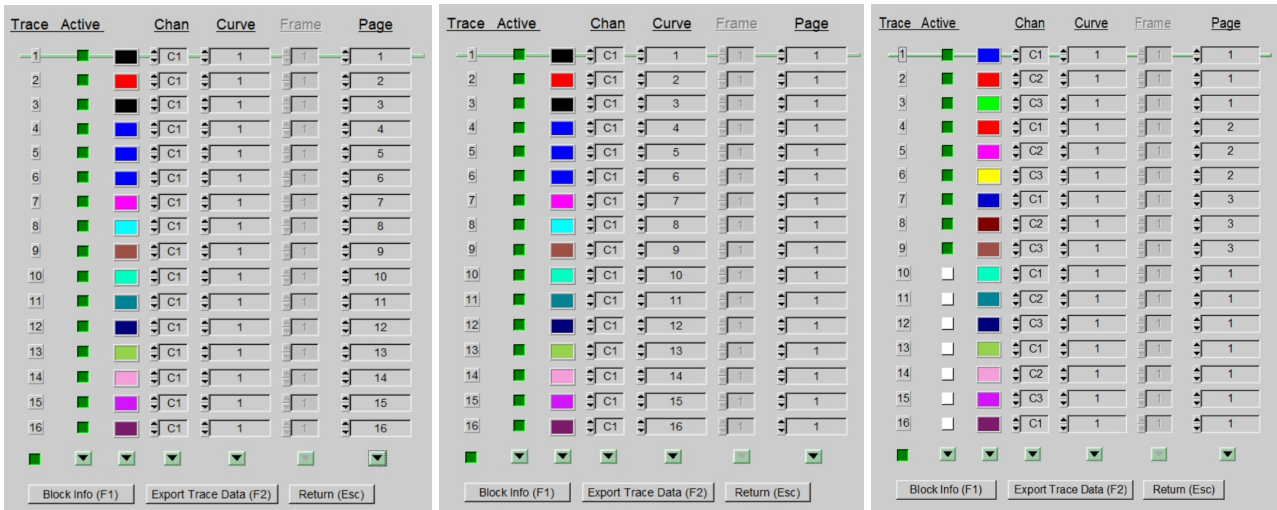 Trace Active Chan Curve Frame Page
1 C1 1 1 1
2 C1 1 1 2
3 C1 1 1 3
4 C1 1 1 4
5 C1 1 1 5
6 C1 1 1 6
7 C1 1 1 7
8 C1 1 1 8
9 C1 1 1 9
10 C1 1 1 10
11 C1 1 1 11
12 C1 1 1 12
13 C1 1 1 13
14 C1 1 1 14
15 C1 1 1 15
16 C1 1 1 16
Block Info (F1) Export Trace Data (F2) Return (Esc)
Trace Active Chan Curve Frame Page
1 C1 1 1 1
2 C1 2 1 1
3 C1 3 1 1
4 C1 4 1 1
5 C1 5 1 1
6 C1 6 1 1
7 C1 7 1 1
8 C1 8 1 1
9 C1 9 1 1
10 C1 10 1 1
11 C1 11 1 1
12 C1 12 1 1
13 C1 13 1 1
14 C1 14 1 1
15 C1 15 1 1
16 C1 16 1 1
Block Info (F1) Export Trace Data (F2) Return (Esc)
Trace Active Chan Curve Frame Page
1 C1 1 1 1
2 C2 1 1 1
3 C3 1 1 1
4 C1 1 1 2
5 C2 1 1 2
6 C3 1 1 2
7 C1 1 1 3
8 C2 1 1 3
9 C3 1 1 3
10 C1 1 1 1
11 C2 1 1 1
12 C3 1 1 1
13 C1 1 1 1
14 C2 1 1 1
15 C3 1 1 1
16 C1 1 1 1
Block Info (F1) Export Trace Data (F2) Return (Esc)